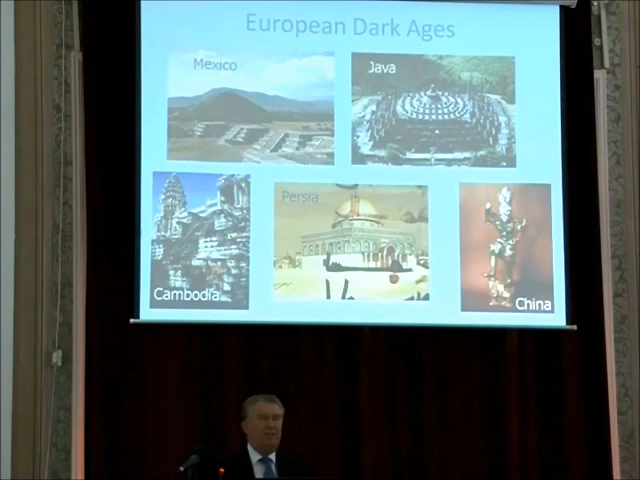 European Dark Ages
Mexico
Java
Cambodia
Persia
China